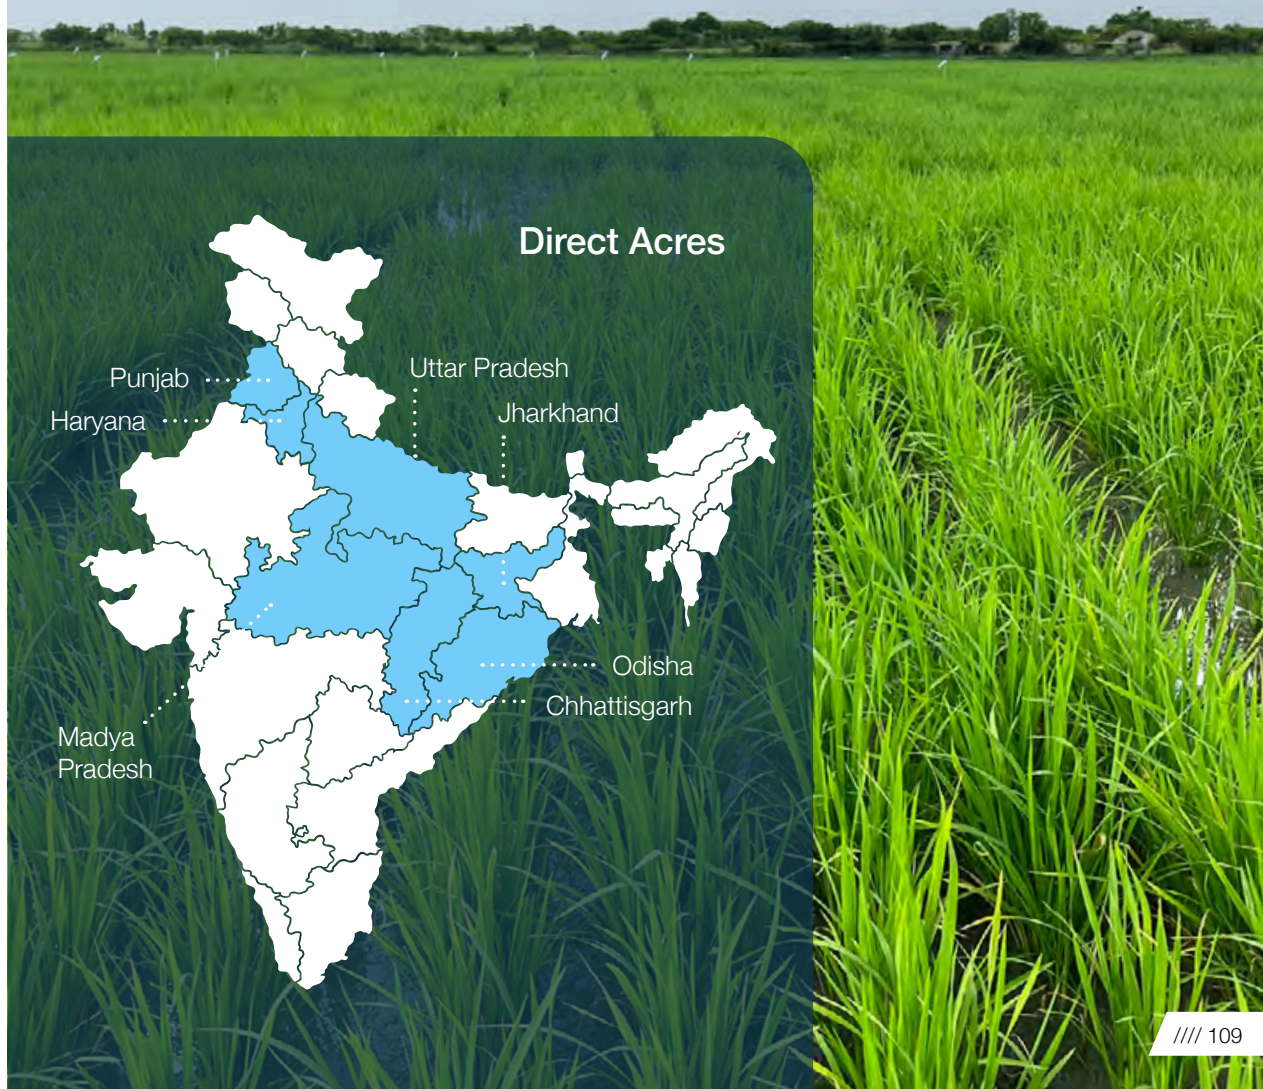 Direct Acres
Uttar Pradesh
Punjab
Jharkhand
Haryana
Odisha
Chhattisgarh
Madya
Pradesh
//// 109